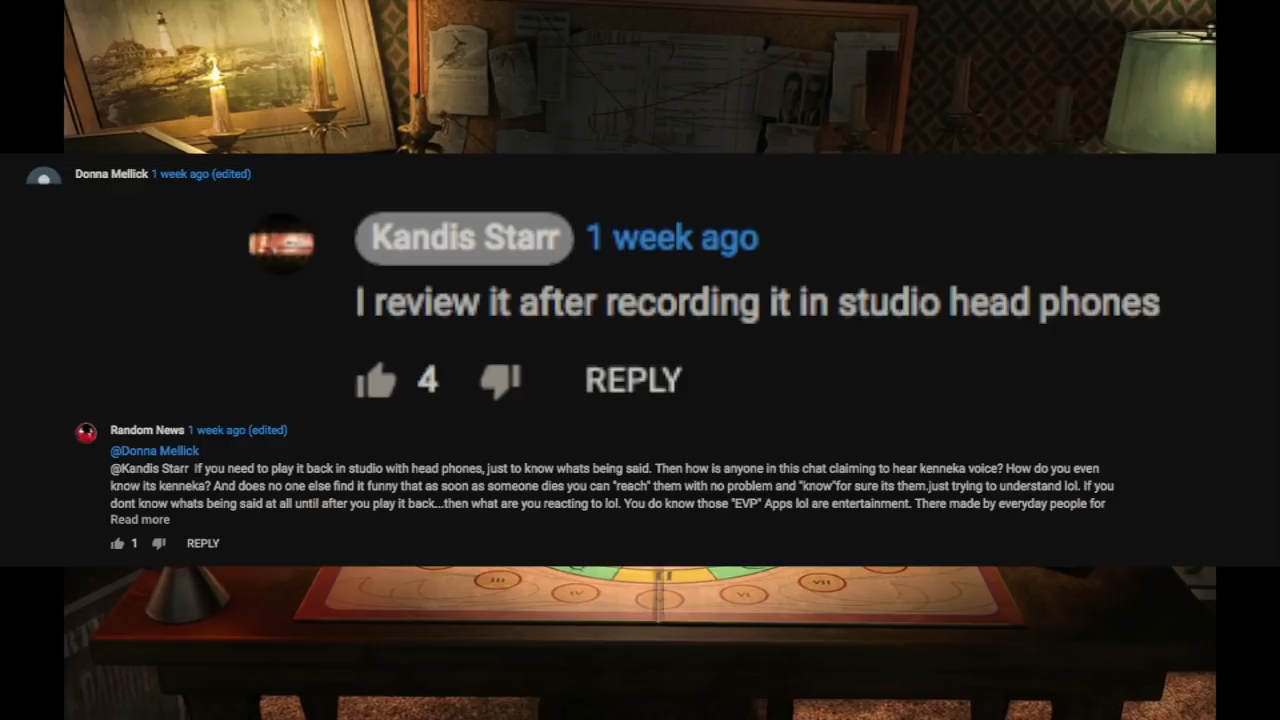 Donna Mellick 1 week ago (edited)
Kandis Starr 1 week ago
I review it after recording it in studio head phones
4 REPLY
Random News 1 week ago (edited)
@Donna Mellick
@Kandis Starr If you need to play it back in studio with head phones, just to know whats being said. Then how is anyone in this chat claiming to hear kenneka voice? How do you even
know its kenneka? And does no one else find it funny that as soon as someone dies you can "reach" them with no problem and "know"for sure its them.just trying to understand lol. If you
dont know whats being said at all until after you play it back...then what are you reacting to lol. You do know those "EVP" Apps lol are entertainment. There made by everyday people for
Read more
1 REPLY
III
IV
VI
VII